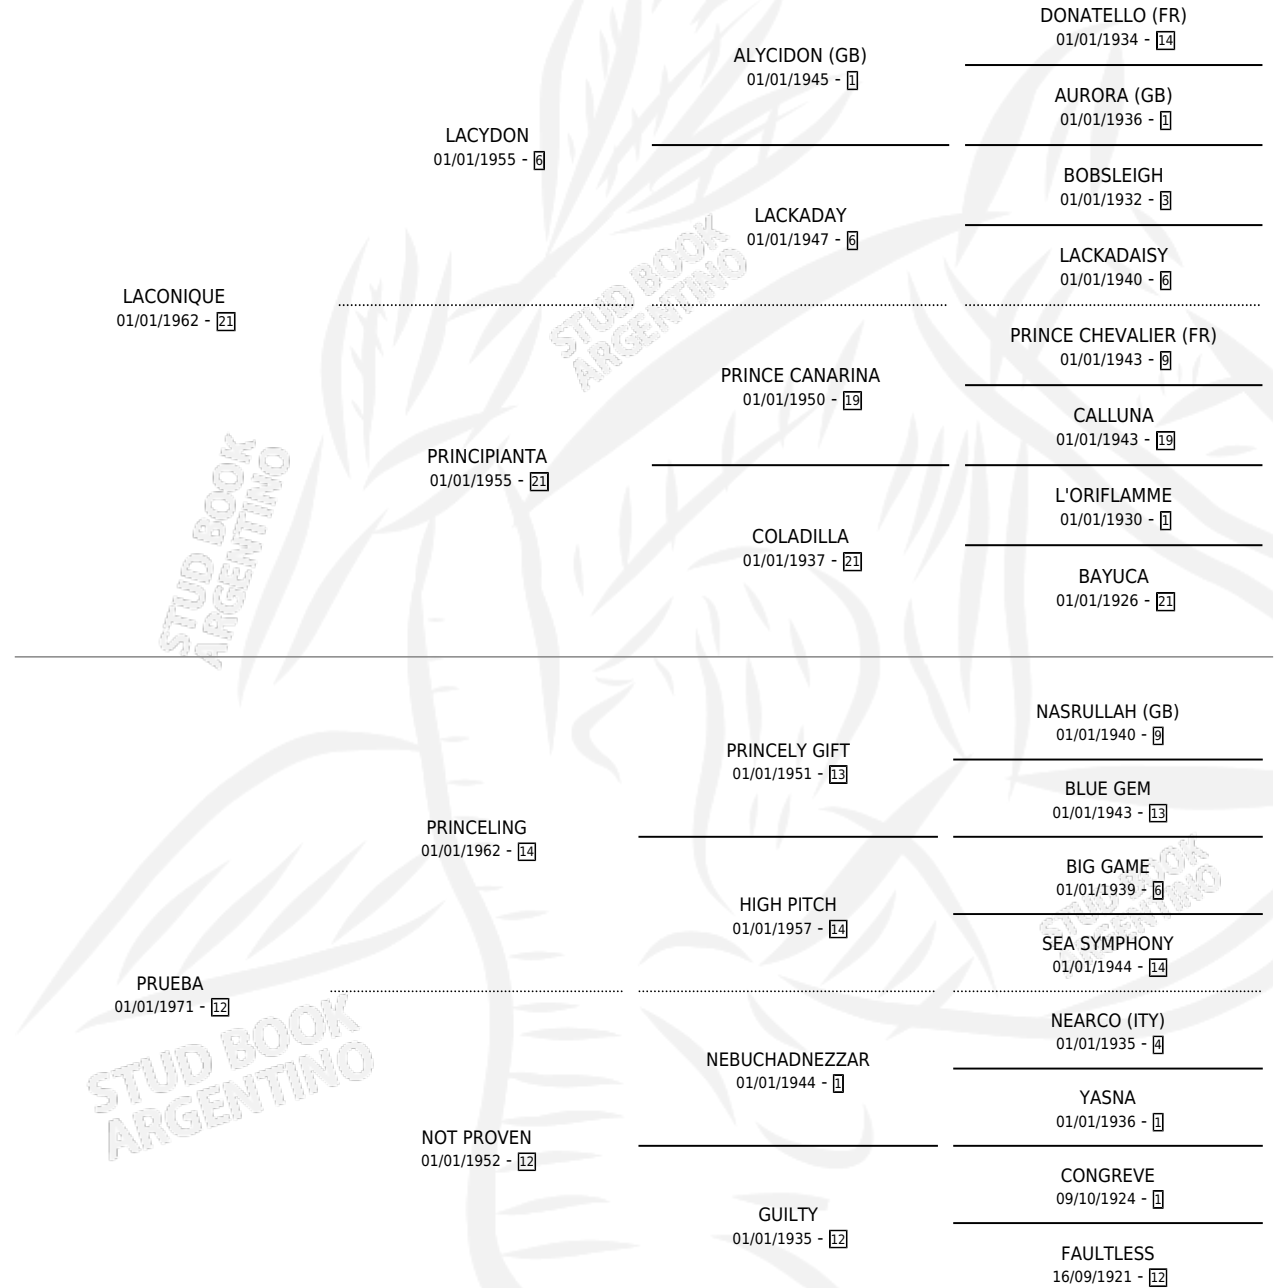 DONATELLO (FR)
01/01/1934 - 14
ALYCIDON (GB)
01/01/1945 - 1
AURORA (GB)
01/01/1936 - 1
LACYDON
01/01/1955 - 6
BOBSLEIGH
01/01/1932 - 3
LACKADAY
01/01/1947 - 6
LACKADAISY
01/01/1940 - 6
LACONIQUE
01/01/1962 - 21
STUD BOOK
ARGENTINO
PRINCE CHEVALIER (FR)
01/01/1943 - 9
PRINCE CANARINA
01/01/1950 - 19
CALLUNA
01/01/1943 - 19
PRINCIPIANTA
01/01/1955 - 21
L'ORIFLAMME
01/01/1930 - 1
COLADILLA
01/01/1937 - 21
BAYUCA
01/01/1926 - 21
STUD BOOK
ARGENTINO
NASRULLAH (GB)
01/01/1940 - 9
PRINCELY GIFT
01/01/1951 - 13
BLUE GEM
01/01/1943 - 13
PRINCELING
01/01/1962 - 14
BIG GAME
01/01/1939 - 6
HIGH PITCH
01/01/1957 - 14
STUD BOOK
ARGENTINO
SEA SYMPHONY
01/01/1944 - 14
PRUEBA
01/01/1971 - 12
NEARCO (ITY)
01/01/1935 - 4
NEBUCHADNEZZAR
01/01/1944 - 1
STUD BOOK
ARGENTINO
YASNA
01/01/1936 - 1
NOT PROVEN
01/01/1952 - 12
CONGREVE
09/10/1924 - 1
GUILTY
01/01/1935 - 12
FAULTLESS
16/09/1921 - 12